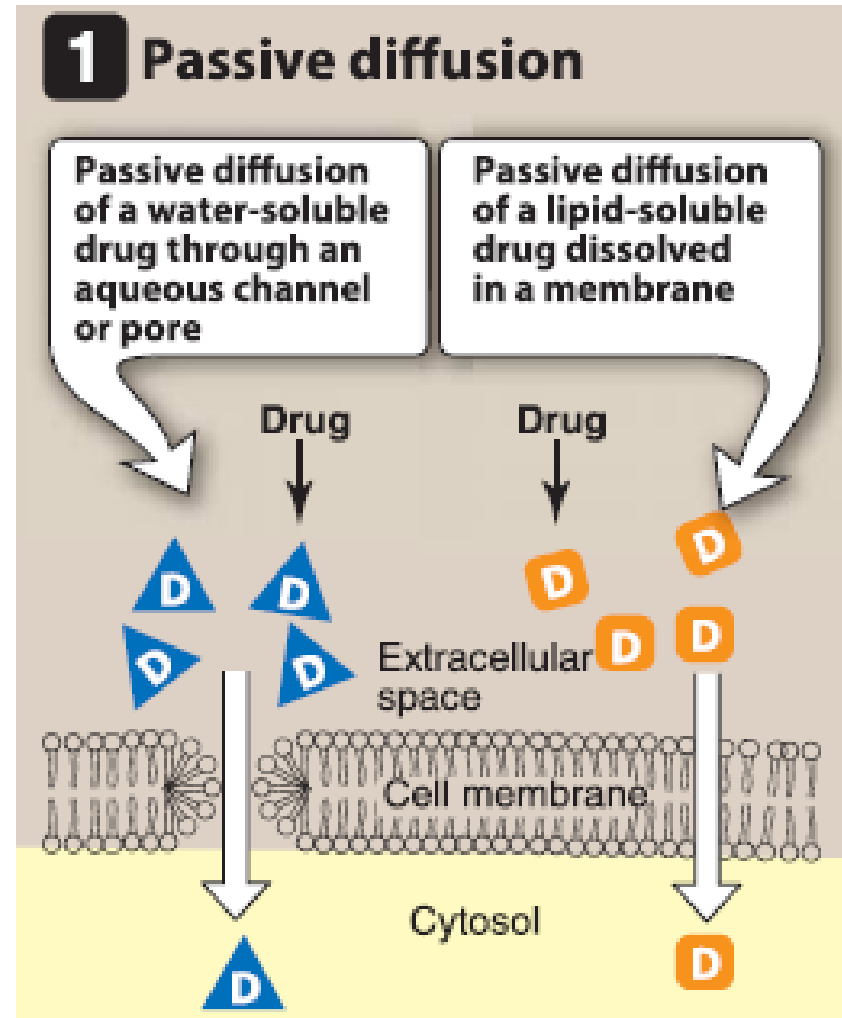 1 Passive diffusion
Passive diffusion
of a water-soluble
drug through an
aqueous channel
or pore
Passive diffusion
of a lipid-soluble
drug dissolved
in a membrane
Drug
Drug
D
D
D
D
D
D
D
D
Extracellular
space
Cell membrane
Cytosol
D
D